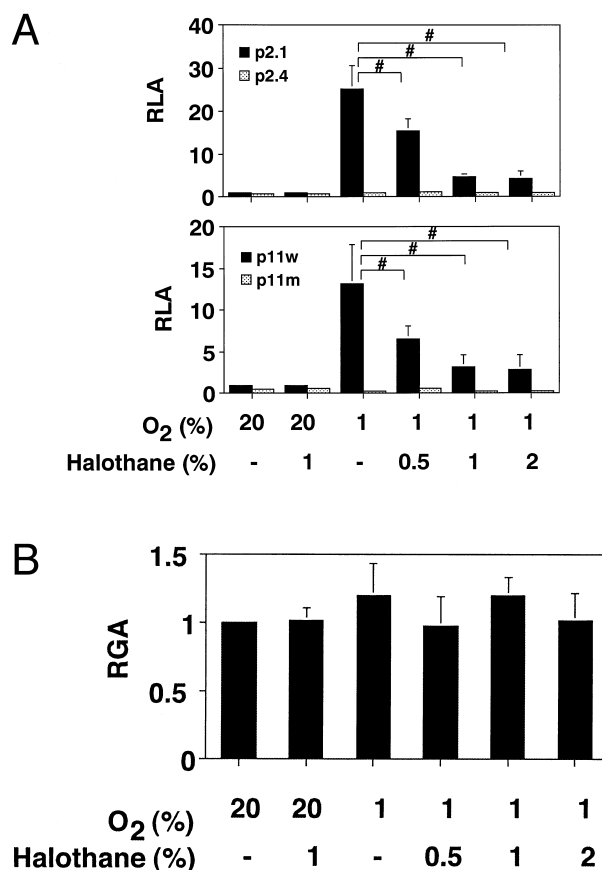 A
p2.1
p2.4
RLA
40
30
20
10
0
#
#
#
p11w
p11m
RLA
20
15
10
5
0
#
#
#
O2 (%) 20 20 1 1 1 1
Halothane (%) - 1 - 0.5 1 2
B
RGA
1.5
1
0.5
0
O2 (%) 20 20 1 1 1 1
Halothane (%) - 1 - 0.5 1 2